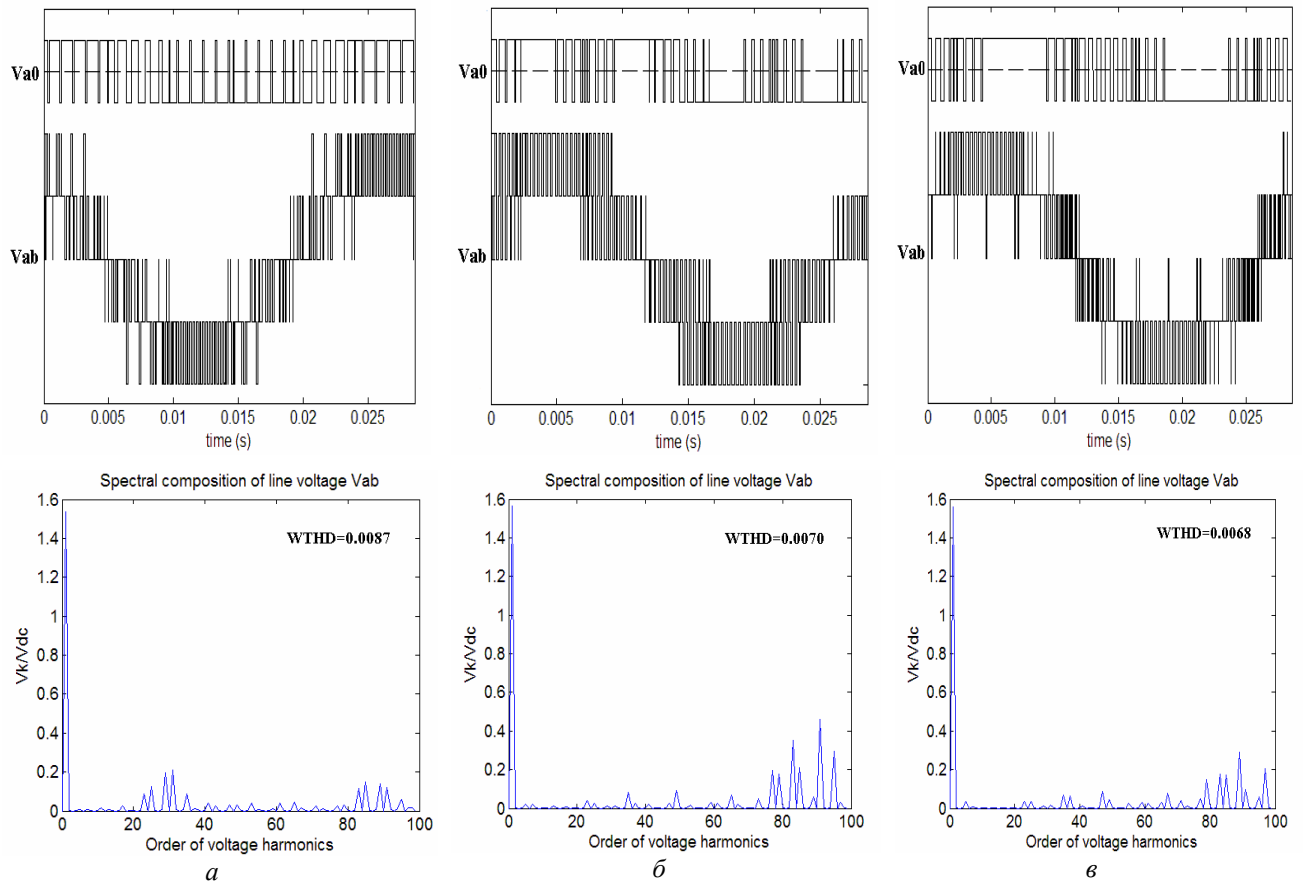 Va0
Vab
0 0.005 0.01 0.015 0.02 0.025
time (s)
Va0
Vab
0 0.005 0.01 0.015 0.02 0.025
time (s)
Va0
Vab
0 0.005 0.01 0.015 0.02 0.025
time (s)
Spectral composition of line voltage Vab
WTHD=0.0087
Vk/Vdc
1.6
1.4
1.2
1
0.8
0.6
0.4
0.2
0
0 20 40 60 80 100
Order of voltage harmonics
а
Spectral composition of line voltage Vab
WTHD=0.0070
Vk/Vdc
1.6
1.4
1.2
1
0.8
0.6
0.4
0.2
0
0 20 40 60 80 100
Order of voltage harmonics
б
Spectral composition of line voltage Vab
WTHD=0.0068
Vk/Vdc
1.6
1.4
1.2
1
0.8
0.6
0.4
0.2
0
0 20 40 60 80 100
Order of voltage harmonics
в